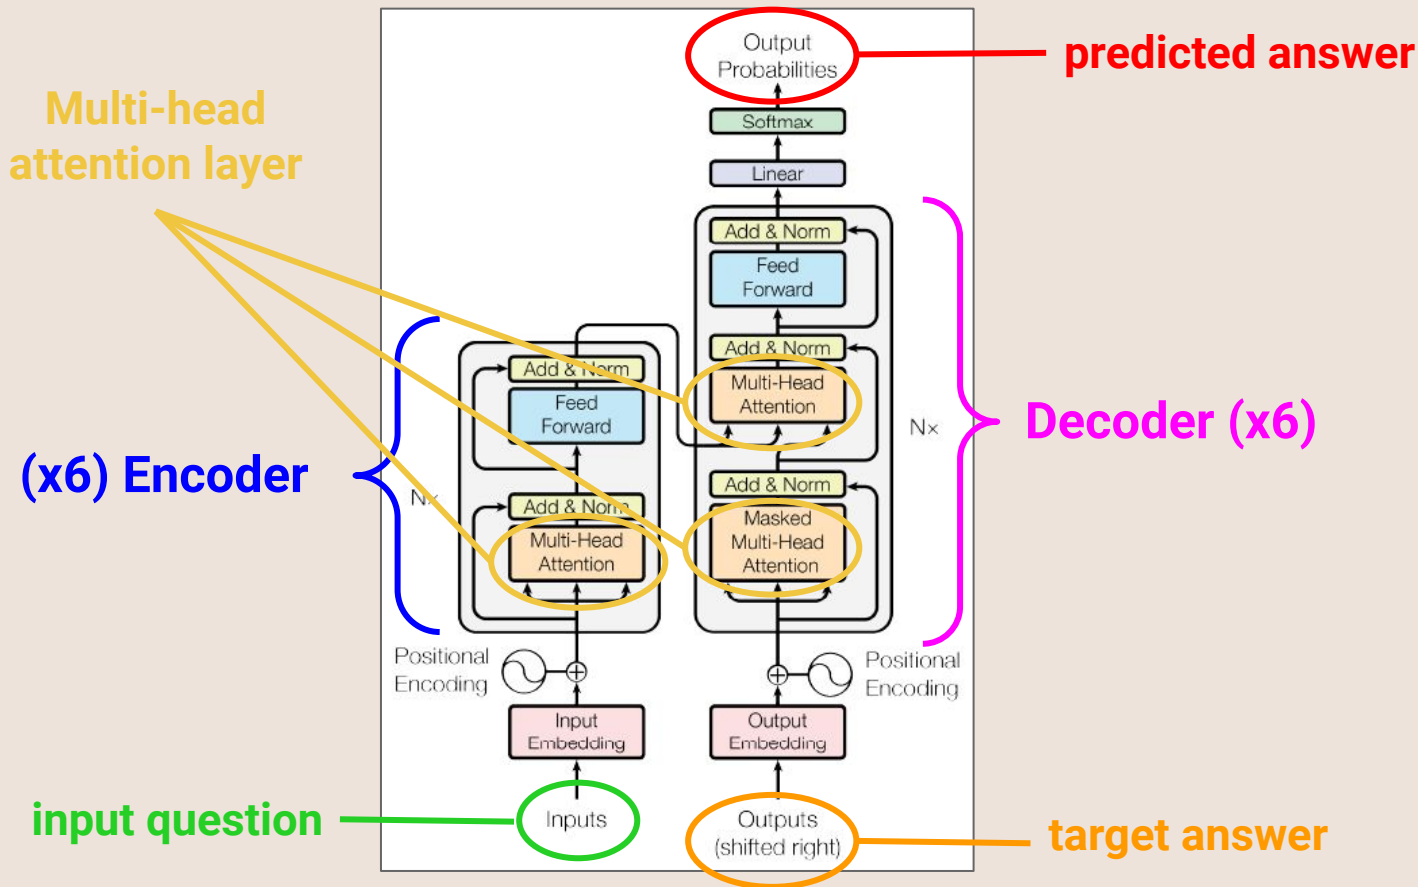 Output
Probabilities
predicted answer
Multi-head
attention layer
Softmax
Linear
Add & Norm
Feed
Forward
Add & Norm
Multi-Head
Attention
Add & Norm
Masked
Multi-Head
Attention
Nx
Decoder (x6)
Add & Norm
Feed
Forward
Add & Norm
Multi-Head
Attention
Nx
(x6) Encoder
Positional
Encoding
Positional
Encoding
Input
Embedding
Output
Embedding
input question
Inputs
Outputs
(shifted right)
target answer